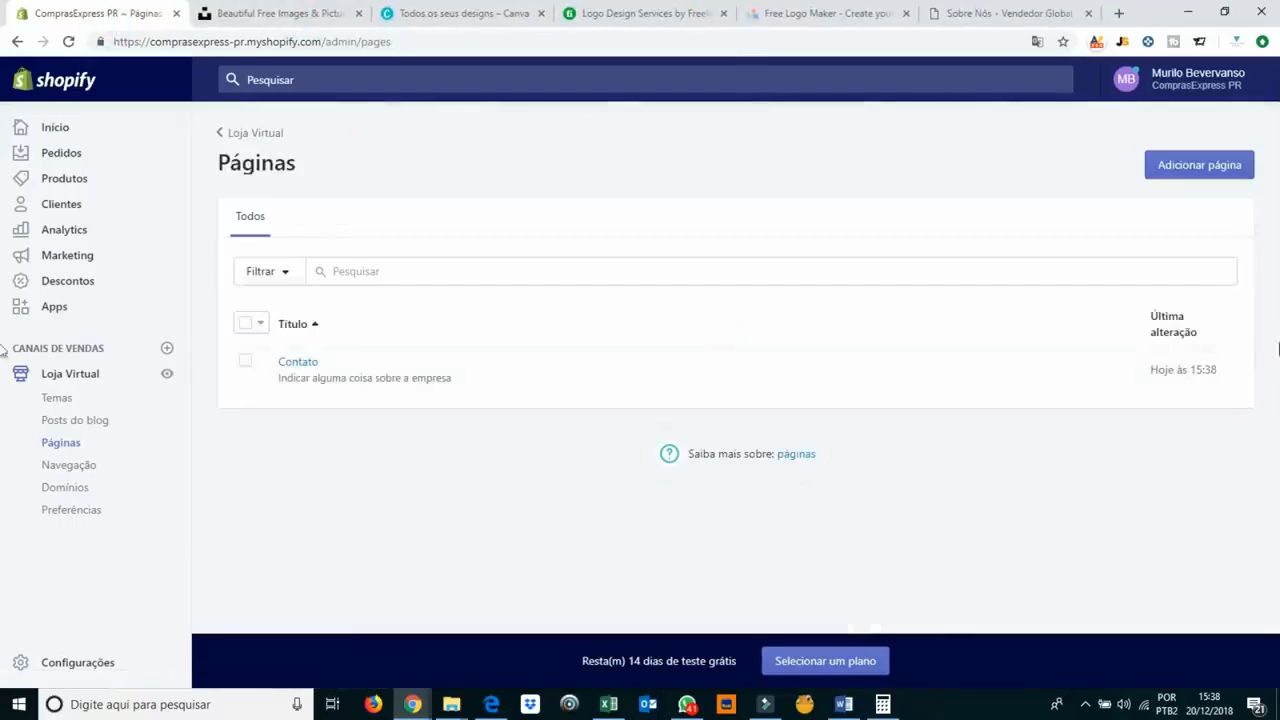 ComprasExpress PR – Páginas
Beautiful Free Images & Pictur
Todos os seus designs – Canva
Logo Design Services by Freel
Free Logo Maker - Create you
Sobre Nós - Vendedor Global
https://comprasexpress-pr.myshopify.com/admin/pages
shopify
Pesquisar
MB
Murilo Bevervanso
ComprasExpress PR
Início
Pedidos
Produtos
Clientes
Analytics
Marketing
Descontos
Apps
CANAIS DE VENDAS
Loja Virtual
Temas
Posts do blog
Páginas
Navegação
Domínios
Preferências
Configurações
Loja Virtual
Páginas
Adicionar página
Todos
Filtrar
Pesquisar
Título
Última
alteração
Contato
Indicar alguma coisa sobre a empresa
Hoje às 15:38
Saiba mais sobre: páginas
Resta(m) 14 dias de teste grátis
Selecionar um plano
Digite aqui para pesquisar
POR
PTB2
15:38
20/12/2018